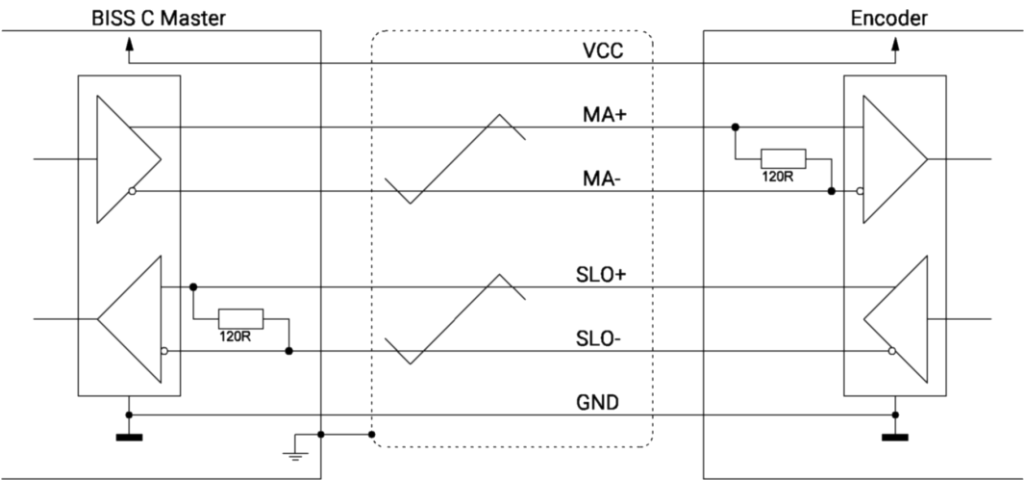 BISS C Master
Encoder
VCC
MA+
120R
MA-
SLO+
120R
SLO-
GND